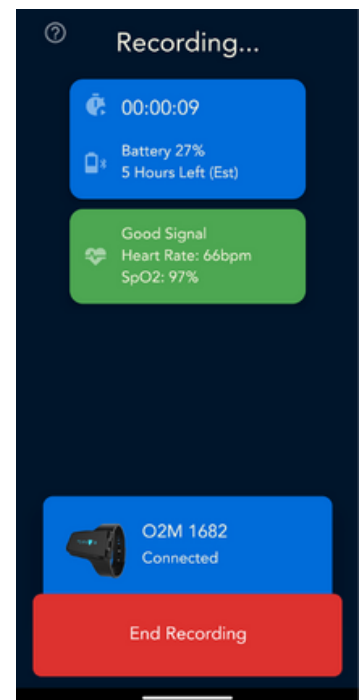 Recording...
00:00:09
Battery 27%
5 Hours Left (Est)
Good Signal
Heart Rate: 66bpm
SpO2: 97%
O2M 1682
Connected
End Recording